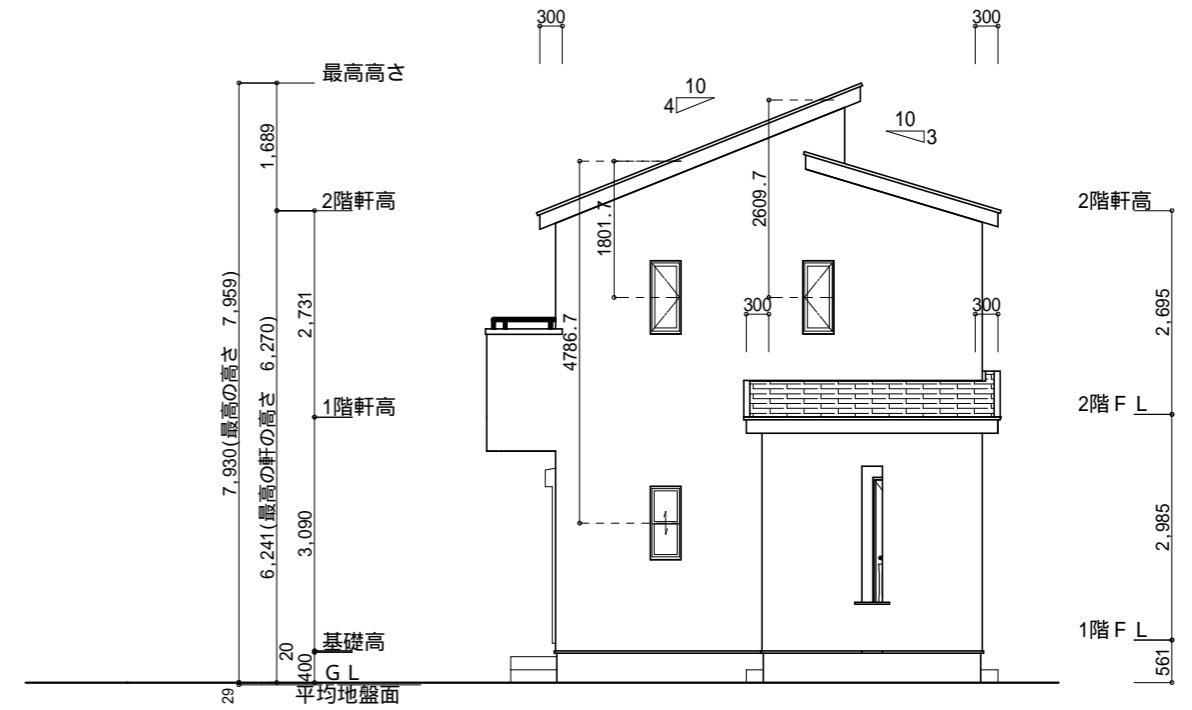 300
300
最高高さ
10
4
10
3
1,689
2階軒高
2階軒高
1801.7
2609.7
4786.7
300
300
7,930(最高の高さ 7,959)
6,241(最高の軒の高さ 6,270)
2,731
2,695
1階軒高
2階ＦＬ
3,090
2,985
基礎高
1階ＦＬ
20
400
ＧＬ
561
29
平均地盤面